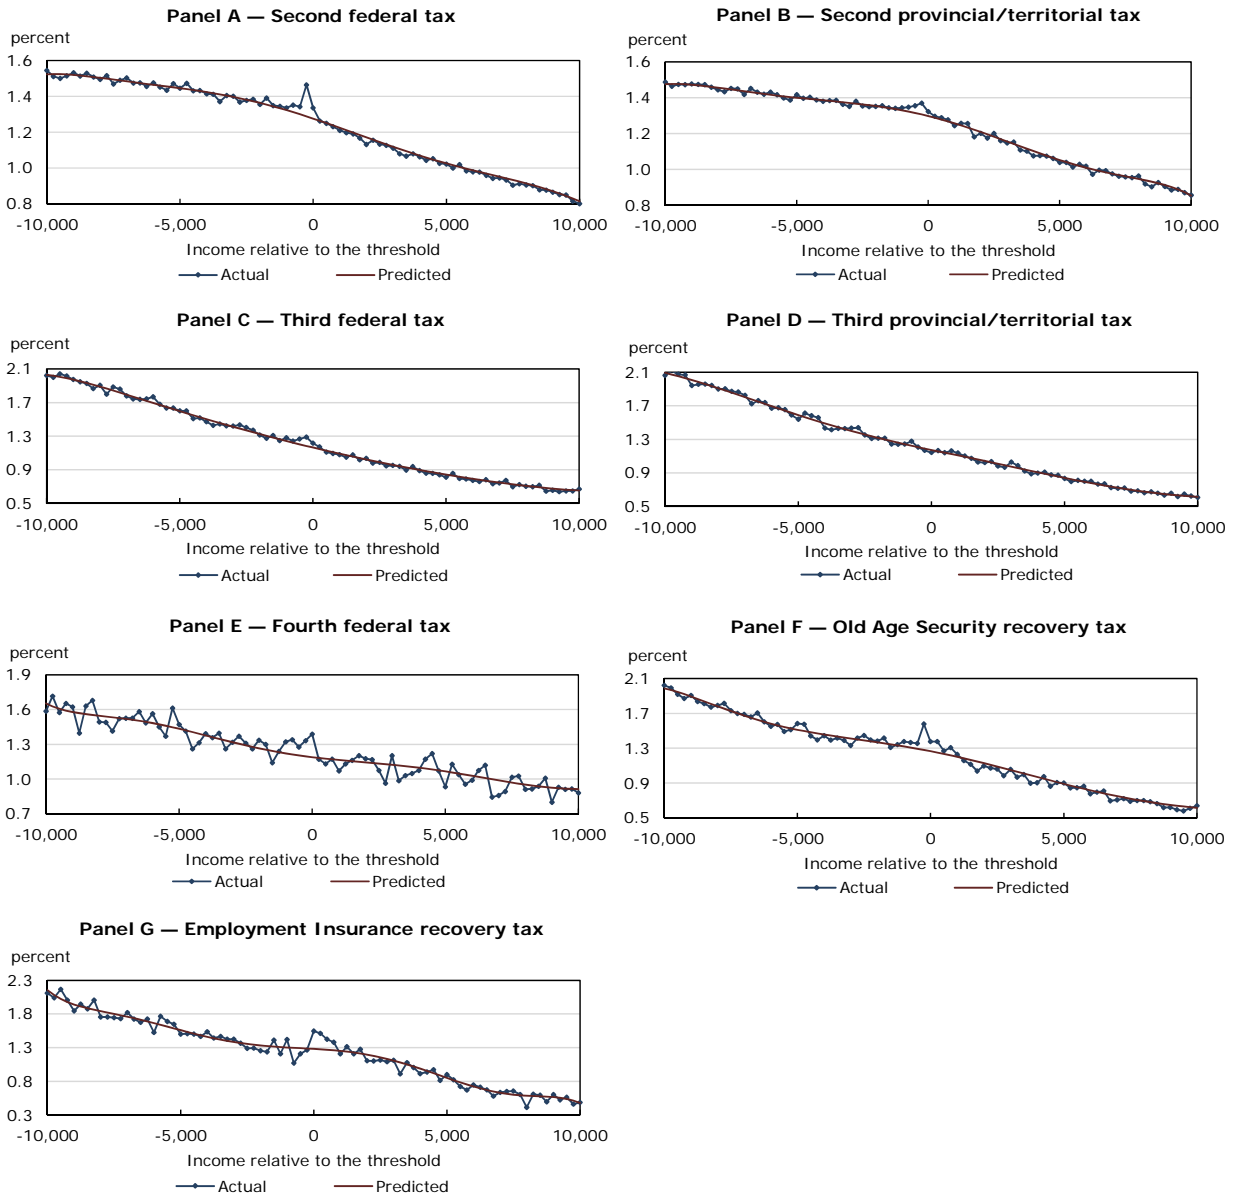 Panel A — Second federal tax
percent
1.6
1.4
1.2
1.0
0.8
-10,000 -5,000 0 5,000 10,000
Income relative to the threshold
Actual Predicted
Panel B — Second provincial/territorial tax
percent
1.6
1.4
1.2
1.0
0.8
-10,000 -5,000 0 5,000 10,000
Income relative to the threshold
Actual Predicted
Panel C — Third federal tax
percent
2.1
1.7
1.3
0.9
0.5
-10,000 -5,000 0 5,000 10,000
Income relative to the threshold
Actual Predicted
Panel D — Third provincial/territorial tax
percent
2.1
1.7
1.3
0.9
0.5
-10,000 -5,000 0 5,000 10,000
Income relative to the threshold
Actual Predicted
Panel E — Fourth federal tax
percent
1.9
1.6
1.3
1.0
0.7
-10,000 -5,000 0 5,000 10,000
Income relative to the threshold
Actual Predicted
Panel F — Old Age Security recovery tax
percent
2.1
1.7
1.3
0.9
0.5
-10,000 -5,000 0 5,000 10,000
Income relative to the threshold
Actual Predicted
Panel G — Employment Insurance recovery tax
percent
2.3
1.8
1.3
0.8
0.3
-10,000 -5,000 0 5,000 10,000
Income relative to the threshold
Actual Predicted